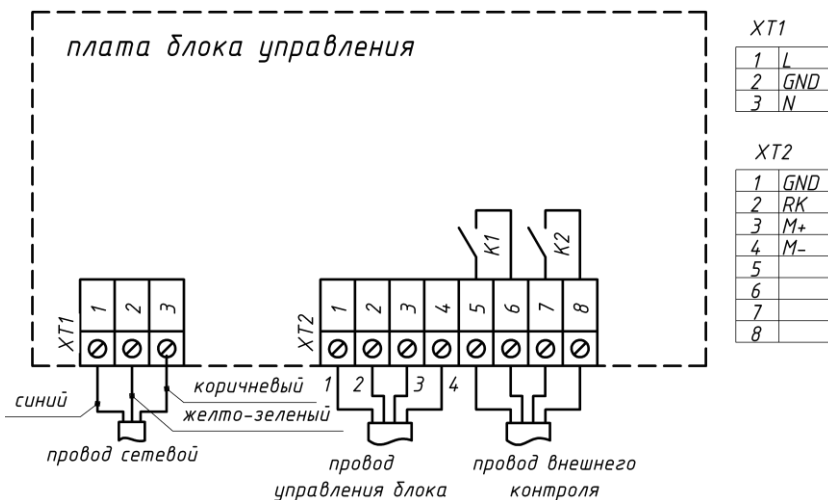 плата блока управления
XT1
1 L
2 GND
3 N
XT2
1 GND
2 RK
3 M+
4 M-
5
6
7
8
K1
K2
XT1
1
2
3
XT2
1
2
3
4
5
6
7
8
синий
коричневый
желто-зеленый
1
2
3
4
провод сетевой
провод
управления блока
провод внешнего
контроля